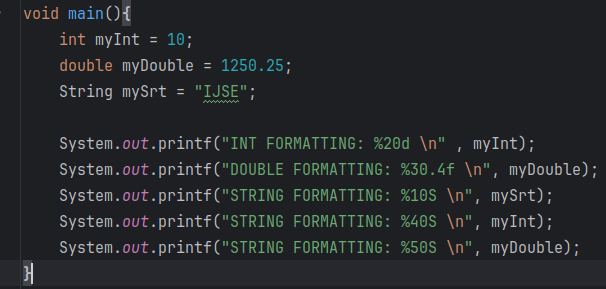 void main(){
    int myInt = 10;
    double myDouble = 1250.25;
    String mySrt = "IJSE";

    System.out.printf("INT FORMATTING: %20d \n" , myInt);
    System.out.printf("DOUBLE FORMATTING: %30.4f \n", myDouble);
    System.out.printf("STRING FORMATTING: %10S \n", mySrt);
    System.out.printf("STRING FORMATTING: %40S \n", myInt);
    System.out.printf("STRING FORMATTING: %50S \n", myDouble);
}